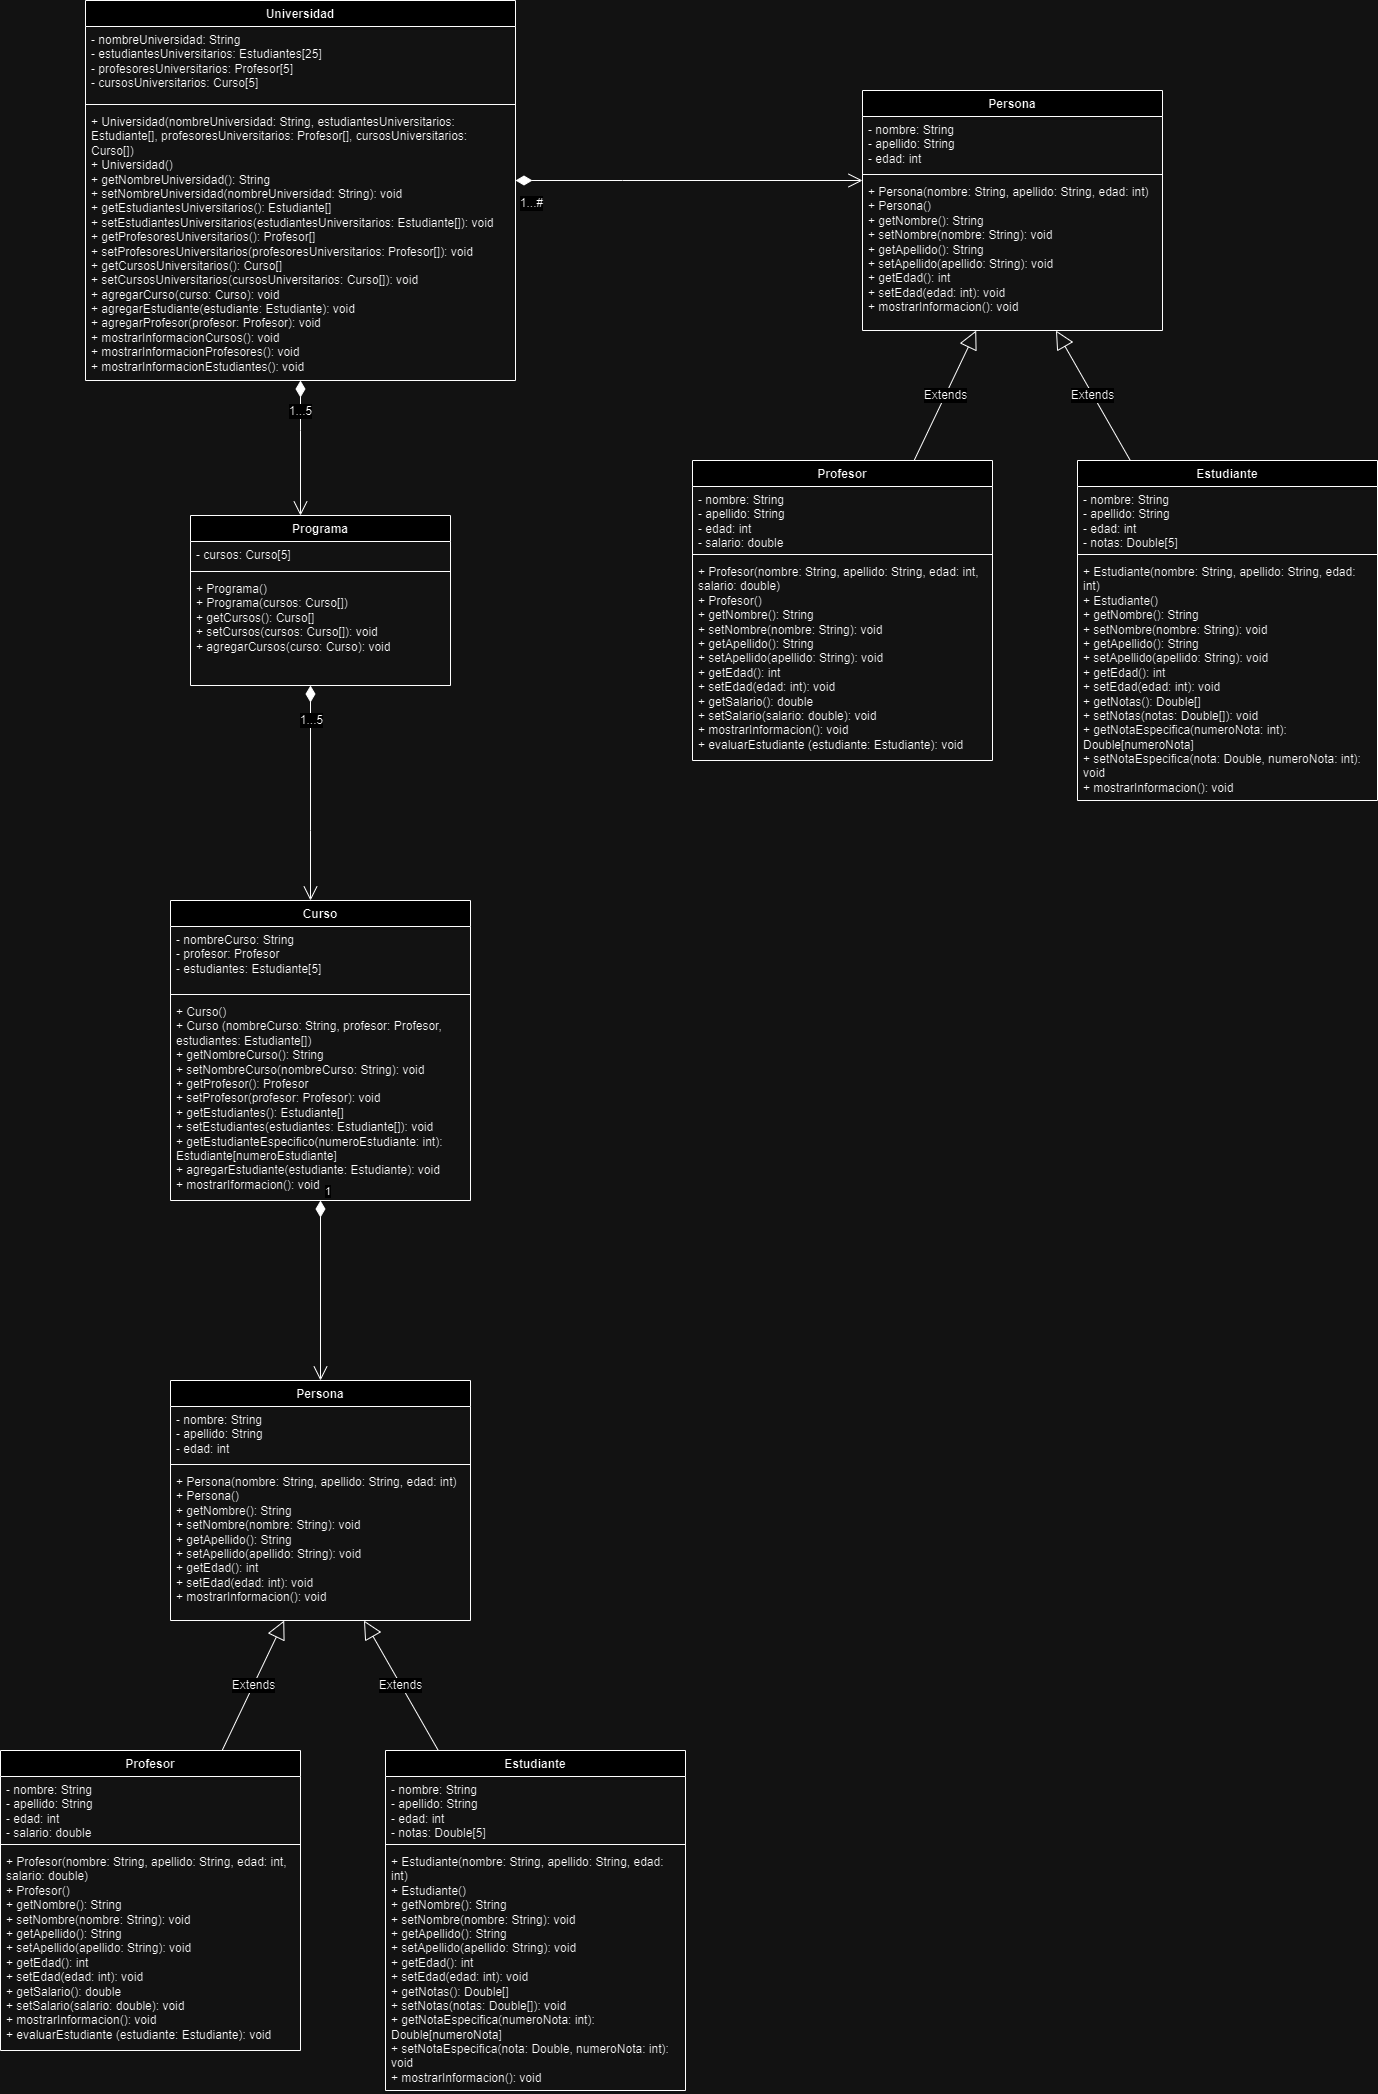 Universidad
- nombreUniversidad: String
- estudiantesUniversitarios: Estudiantes[25]
- profesoresUniversitarios: Profesor[5]
- cursosUniversitarios: Curso[5]
+ Universidad(nombreUniversidad: String, estudiantesUniversitarios:
Estudiante[], profesoresUniversitarios: Profesor[], cursosUniversitarios:
Curso[])
+ Universidad()
+ getNombreUniversidad(): String
+ setNombreUniversidad(nombreUniversidad: String): void
+ getEstudiantesUniversitarios(): Estudiante[]
+ setEstudiantesUniversitarios(estudiantesUniversitarios: Estudiante[]): void
+ getProfesoresUniversitarios(): Profesor[]
+ setProfesoresUniversitarios(profesoresUniversitarios: Profesor[]): void
+ getCursosUniversitarios(): Curso[]
+ setCursosUniversitarios(cursosUniversitarios: Curso[]): void
+ agregarCurso(curso: Curso): void
+ agregarEstudiante(estudiante: Estudiante): void
+ agregarProfesor(profesor: Profesor): void
+ mostrarInformacionCursos(): void
+ mostrarInformacionProfesores(): void
+ mostrarInformacionEstudiantes(): void
1...#
Persona
- nombre: String
- apellido: String
- edad: int
+ Persona(nombre: String, apellido: String, edad: int)
+ Persona()
+ getNombre(): String
+ setNombre(nombre: String): void
+ getApellido(): String
+ setApellido(apellido: String): void
+ getEdad(): int
+ setEdad(edad: int): void
+ mostrarInformacion(): void
Extends
Extends
Profesor
- nombre: String
- apellido: String
- edad: int
- salario: double
+ Profesor(nombre: String, apellido: String, edad: int,
salario: double)
+ Profesor()
+ getNombre(): String
+ setNombre(nombre: String): void
+ getApellido(): String
+ setApellido(apellido: String): void
+ getEdad(): int
+ setEdad(edad: int): void
+ getSalario(): double
+ setSalario(salario: double): void
+ mostrarInformacion(): void
+ evaluarEstudiante (estudiante: Estudiante): void
Estudiante
- nombre: String
- apellido: String
- edad: int
- notas: Double[5]
+ Estudiante(nombre: String, apellido: String, edad:
int)
+ Estudiante()
+ getNombre(): String
+ setNombre(nombre: String): void
+ getApellido(): String
+ setApellido(apellido: String): void
+ getEdad(): int
+ setEdad(edad: int): void
+ getNotas(): Double[]
+ setNotas(notas: Double[]): void
+ getNotaEspecifica(numeroNota: int):
Double[numeroNota]
+ setNotaEspecifica(nota: Double, numeroNota: int):
void
+ mostrarInformacion(): void
1...5
Programa
- cursos: Curso[5]
+ Programa()
+ Programa(cursos: Curso[])
+ getCursos(): Curso[]
+ setCursos(cursos: Curso[]): void
+ agregarCursos(curso: Curso): void
1...5
Curso
- nombreCurso: String
- profesor: Profesor
- estudiantes: Estudiante[5]
+ Curso()
+ Curso (nombreCurso: String, profesor: Profesor,
estudiantes: Estudiante[])
+ getNombreCurso(): String
+ setNombreCurso(nombreCurso: String): void
+ getProfesor(): Profesor
+ setProfesor(profesor: Profesor): void
+ getEstudiantes(): Estudiante[]
+ setEstudiantes(estudiantes: Estudiante[]): void
+ getEstudianteEspecifico(numeroEstudiante: int):
Estudiante[numeroEstudiante]
+ agregarEstudiante(estudiante: Estudiante): void
+ mostrarIformacion(): void
1
Persona
- nombre: String
- apellido: String
- edad: int
+ Persona(nombre: String, apellido: String, edad: int)
+ Persona()
+ getNombre(): String
+ setNombre(nombre: String): void
+ getApellido(): String
+ setApellido(apellido: String): void
+ getEdad(): int
+ setEdad(edad: int): void
+ mostrarInformacion(): void
Extends
Extends
Profesor
- nombre: String
- apellido: String
- edad: int
- salario: double
+ Profesor(nombre: String, apellido: String, edad: int,
salario: double)
+ Profesor()
+ getNombre(): String
+ setNombre(nombre: String): void
+ getApellido(): String
+ setApellido(apellido: String): void
+ getEdad(): int
+ setEdad(edad: int): void
+ getSalario(): double
+ setSalario(salario: double): void
+ mostrarInformacion(): void
+ evaluarEstudiante (estudiante: Estudiante): void
Estudiante
- nombre: String
- apellido: String
- edad: int
- notas: Double[5]
+ Estudiante(nombre: String, apellido: String, edad:
int)
+ Estudiante()
+ getNombre(): String
+ setNombre(nombre: String): void
+ getApellido(): String
+ setApellido(apellido: String): void
+ getEdad(): int
+ setEdad(edad: int): void
+ getNotas(): Double[]
+ setNotas(notas: Double[]): void
+ getNotaEspecifica(numeroNota: int):
Double[numeroNota]
+ setNotaEspecifica(nota: Double, numeroNota: int):
void
+ mostrarInformacion(): void